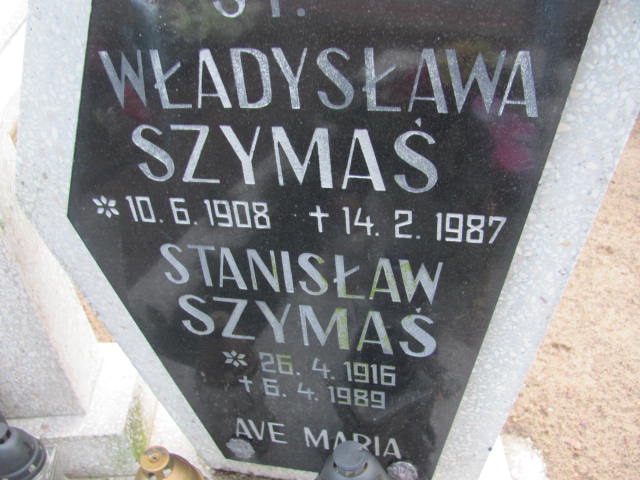 WŁADYSŁAWA
SZYMAŚ
* 10. 6. 1908 † 14. 2. 1987
STANISŁAW
SZYMAŚ
* 26. 4. 1916
† 6. 4. 1989
AVE MARIA